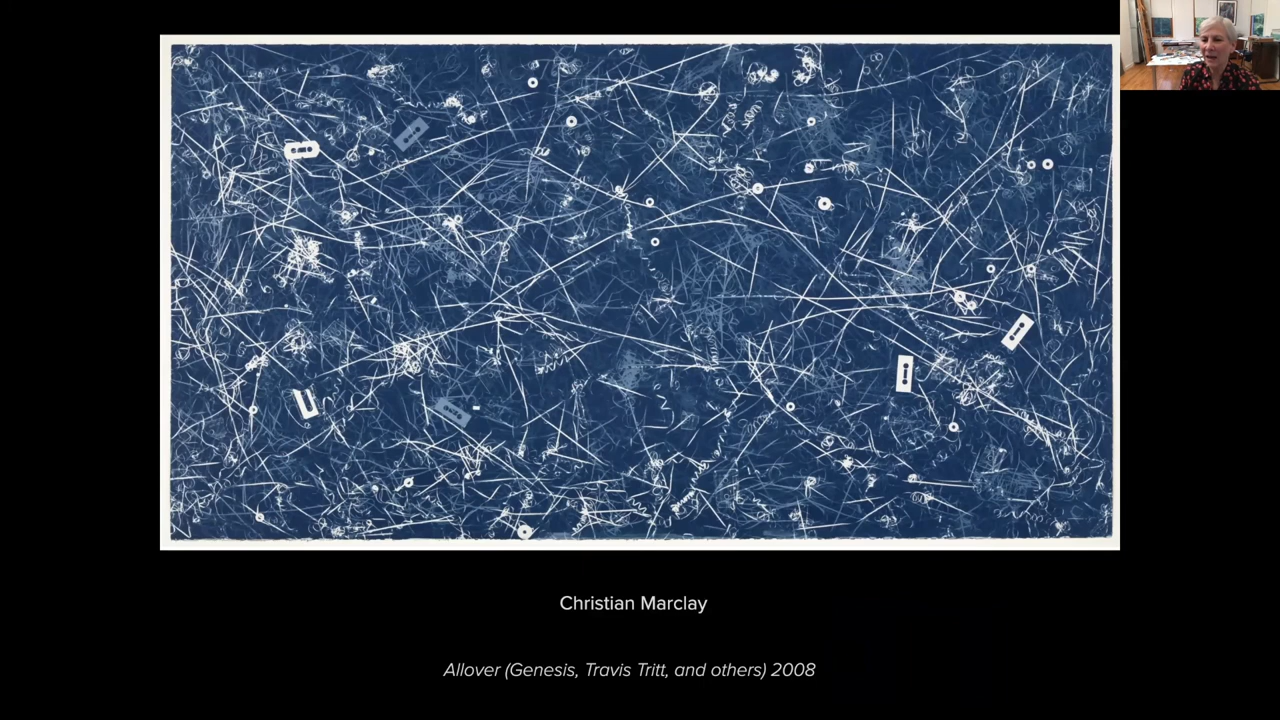 Christian Marclay
Allover (Genesis, Travis Tritt, and others) 2008